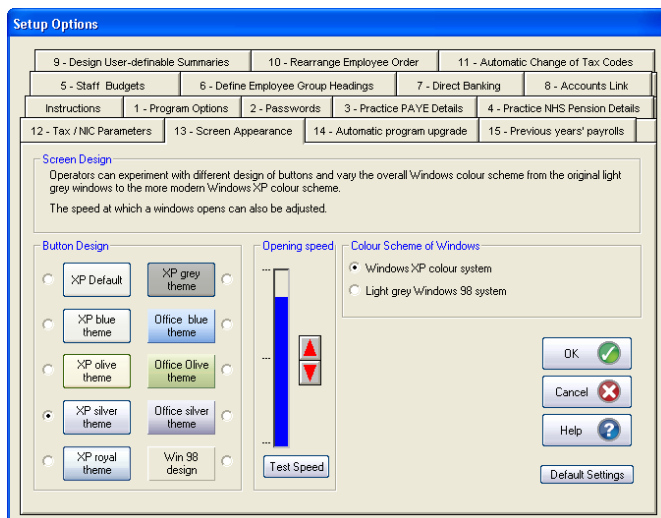 Setup Options
9 - Design User-definable Summaries
10 - Rearrange Employee Order
11 - Automatic Change of Tax Codes
5 - Staff Budgets
6 - Define Employee Group Headings
7 - Direct Banking
8 - Accounts Link
Instructions
1 - Program Options
2 - Passwords
3 - Practice PAYE Details
4 - Practice NHS Pension Details
12 - Tax / NIC Parameters
13 - Screen Appearance
14 - Automatic program upgrade
15 - Previous years' payrolls
Screen Design
Operators can experiment with different design of buttons and vary the overall Windows colour scheme from the original light
grey windows to the more modern Windows XP colour scheme.
The speed at which a windows opens can also be adjusted.
Button Design
XP Default
XP grey
theme
XP blue
theme
Office blue
theme
XP olive
theme
Office Olive
theme
XP silver
theme
Office silver
theme
XP royal
theme
Win 98
design
Opening speed
Test Speed
Colour Scheme of Windows
Windows XP colour system
Light grey Windows 98 system
OK
Cancel
Help
Default Settings